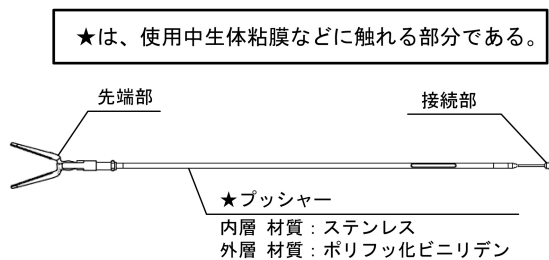 ★は、使用中生体粘膜などに触れる部分である。
先端部
接続部
★プッシャー
内層 材質：ステンレス
外層 材質：ポリフッ化ビニリデン